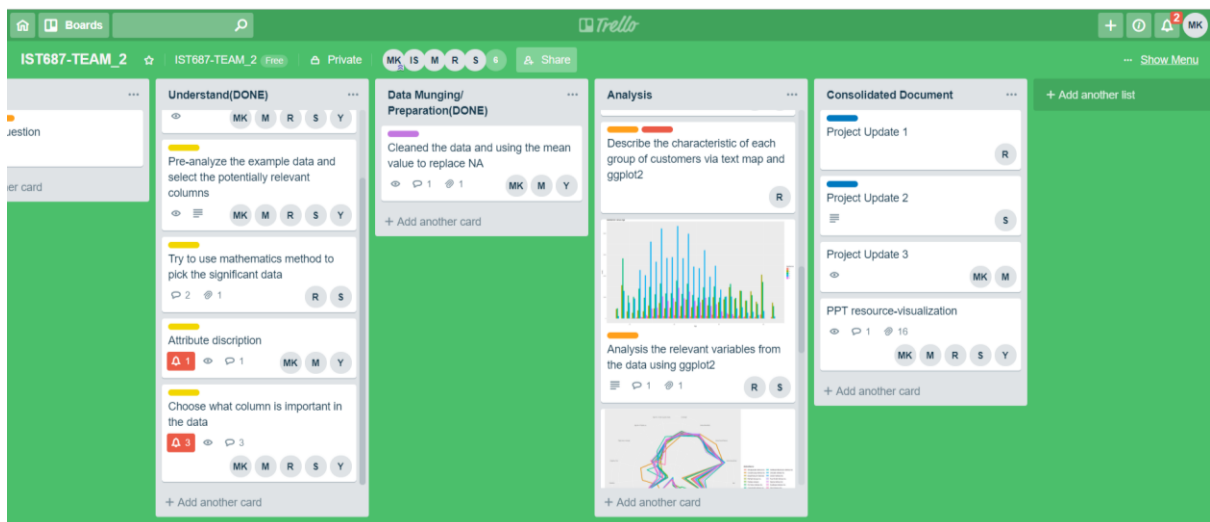 Boards
Trello
+
2
MK
IST687-TEAM_2
IST687-TEAM_2 Free
Private
MK IS M R S 6
Share
... Show Menu
...
uestion
er card
Understand(DONE) ...
MK M R S Y
Pre-analyze the example data and
select the potentially relevant
columns
MK M R S Y
Try to use mathematics method to
pick the significant data
2 1
R S
Attribute discription
1 1
MK M Y
Choose what column is important in
the data
3 3
MK M R S Y
+ Add another card
Data Munging/ ...
Preparation(DONE)
Cleaned the data and using the mean
value to replace NA
1 1
MK M Y
+ Add another card
Analysis ...
Describe the characteristic of each
group of customers via text map and
ggplot2
R
Analysis the relevant variables from
the data using ggplot2
1 1
R S
+ Add another card
Consolidated Document ...
Project Update 1
R
Project Update 2
S
Project Update 3
MK M
PPT resource-visualization
1 16
MK M R S Y
+ Add another card
+ Add another list